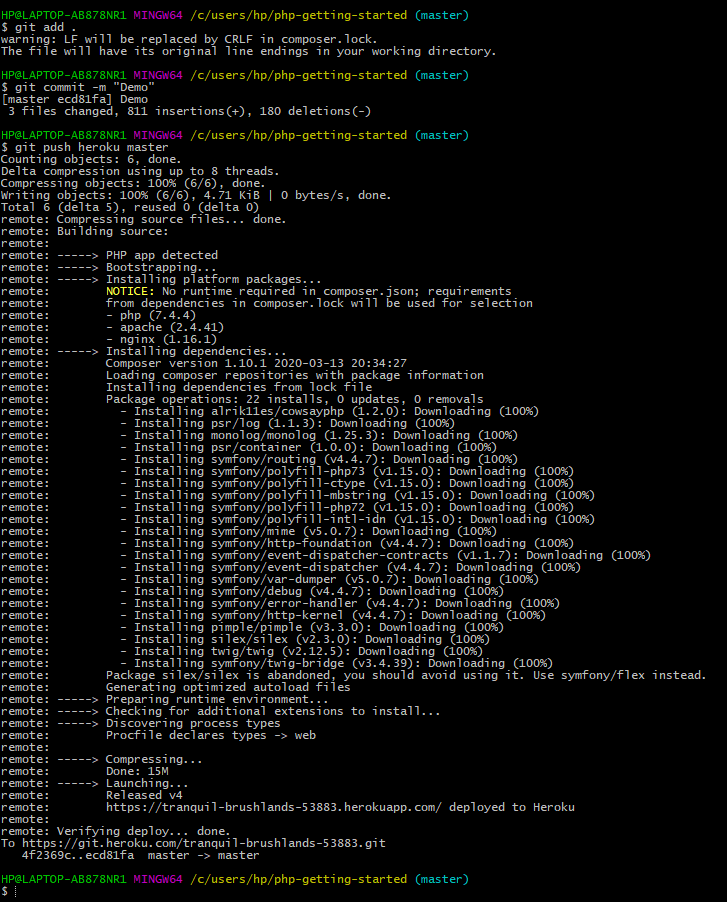 HP@LAPTOP-AB878NR1 MINGW64 /c/users/hp/php-getting-started (master)
$ git add .
warning: LF will be replaced by CRLF in composer.lock.
The file will have its original line endings in your working directory.

HP@LAPTOP-AB878NR1 MINGW64 /c/users/hp/php-getting-started (master)
$ git commit -m "Demo"
[master ecd81fa] Demo
 3 files changed, 811 insertions(+), 180 deletions(-)

HP@LAPTOP-AB878NR1 MINGW64 /c/users/hp/php-getting-started (master)
$ git push heroku master
Counting objects: 6, done.
Delta compression using up to 8 threads.
Compressing objects: 100% (6/6), done.
Writing objects: 100% (6/6), 4.71 KiB | 0 bytes/s, done.
Total 6 (delta 5), reused 0 (delta 0)
remote: Compressing source files... done.
remote: Building source:
remote:
remote: -----> PHP app detected
remote: -----> Bootstrapping...
remote: -----> Installing platform packages...
remote:        NOTICE: No runtime required in composer.json; requirements
remote:        from dependencies in composer.lock will be used for selection
remote:        - php (7.4.4)
remote:        - apache (2.4.41)
remote:        - nginx (1.16.1)
remote: -----> Installing dependencies...
remote:        Composer version 1.10.1 2020-03-13 20:34:27
remote:        Loading composer repositories with package information
remote:        Installing dependencies from lock file
remote:        Package operations: 22 installs, 0 updates, 0 removals
remote:          - Installing alrik11es/cowsayphp (1.2.0): Downloading (100%)
remote:          - Installing psr/log (1.1.3): Downloading (100%)
remote:          - Installing monolog/monolog (1.25.3): Downloading (100%)
remote:          - Installing psr/container (1.0.0): Downloading (100%)
remote:          - Installing symfony/routing (v4.4.7): Downloading (100%)
remote:          - Installing symfony/polyfill-php73 (v1.15.0): Downloading (100%)
remote:          - Installing symfony/polyfill-ctype (v1.15.0): Downloading (100%)
remote:          - Installing symfony/polyfill-mbstring (v1.15.0): Downloading (100%)
remote:          - Installing symfony/polyfill-php72 (v1.15.0): Downloading (100%)
remote:          - Installing symfony/polyfill-intl-idn (v1.15.0): Downloading (100%)
remote:          - Installing symfony/mime (v5.0.7): Downloading (100%)
remote:          - Installing symfony/http-foundation (v4.4.7): Downloading (100%)
remote:          - Installing symfony/event-dispatcher-contracts (v1.1.7): Downloading (100%)
remote:          - Installing symfony/event-dispatcher (v4.4.7): Downloading (100%)
remote:          - Installing symfony/var-dumper (v5.0.7): Downloading (100%)
remote:          - Installing symfony/debug (v4.4.7): Downloading (100%)
remote:          - Installing symfony/error-handler (v4.4.7): Downloading (100%)
remote:          - Installing symfony/http-kernel (v4.4.7): Downloading (100%)
remote:          - Installing pimple/pimple (v3.3.0): Downloading (100%)
remote:          - Installing silex/silex (v2.3.0): Downloading (100%)
remote:          - Installing twig/twig (v2.12.5): Downloading (100%)
remote:          - Installing symfony/twig-bridge (v3.4.39): Downloading (100%)
remote:        Package silex/silex is abandoned, you should avoid using it. Use symfony/flex instead.
remote:        Generating optimized autoload files
remote: -----> Preparing runtime environment...
remote: -----> Checking for additional extensions to install...
remote: -----> Discovering process types
remote:        Procfile declares types -> web
remote:
remote: -----> Compressing...
remote:        Done: 15M
remote: -----> Launching...
remote:        Released v4
remote:        https://tranquil-brushlands-53883.herokuapp.com/ deployed to Heroku
remote:
remote: Verifying deploy... done.
To https://git.heroku.com/tranquil-brushlands-53883.git
   4f2369c..ecd81fa  master -> master

HP@LAPTOP-AB878NR1 MINGW64 /c/users/hp/php-getting-started (master)
$